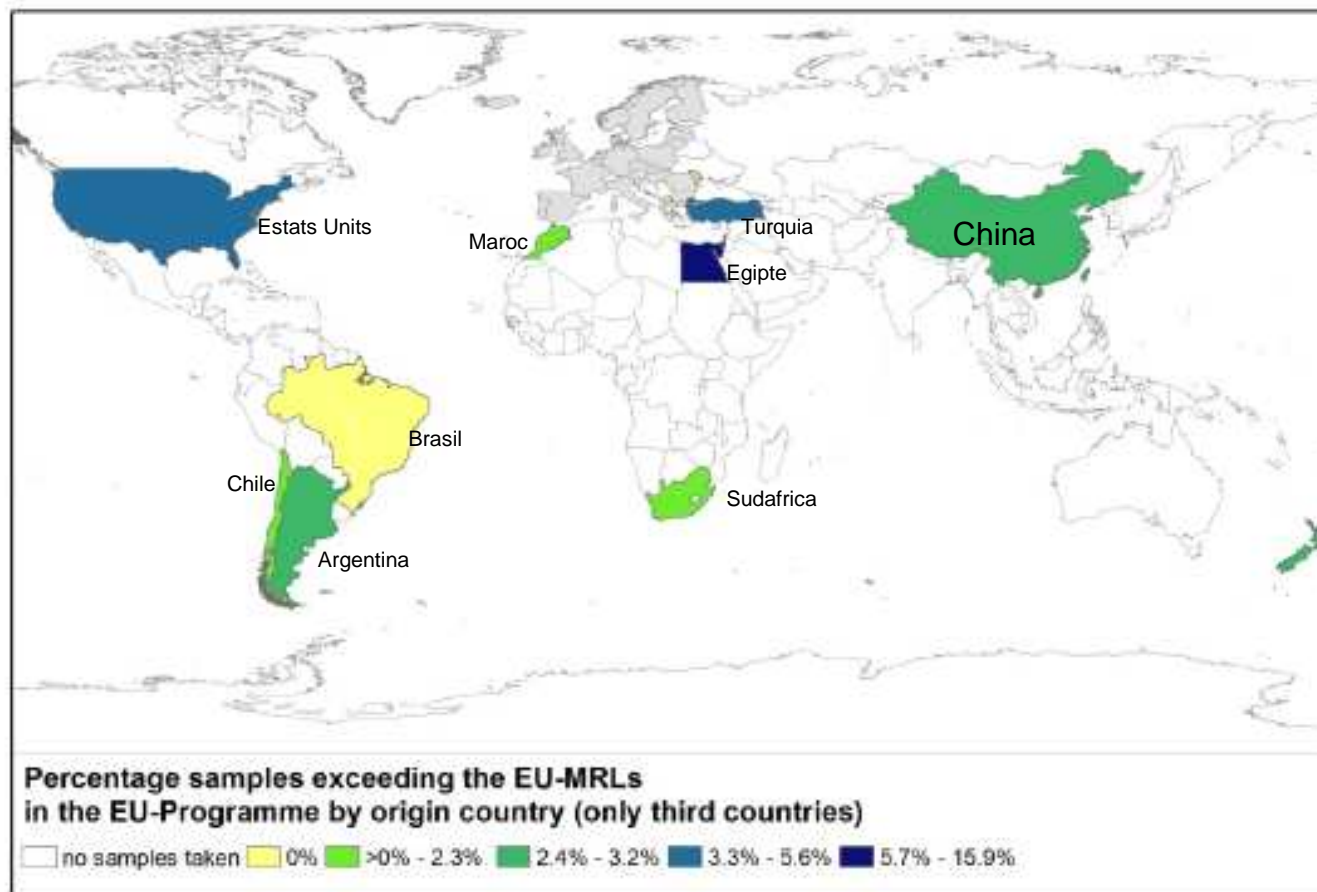 Estats Units
Maroc
Turquia
China
Egipte
Brasil
Chile
Sudafrica
Argentina
Percentage samples exceeding the EU-MRLs
in the EU-Programme by origin country (only third countries)
no samples taken 0% >0% - 2.3% 2.4% - 3.2% 3.3% - 5.6% 5.7% - 15.9%